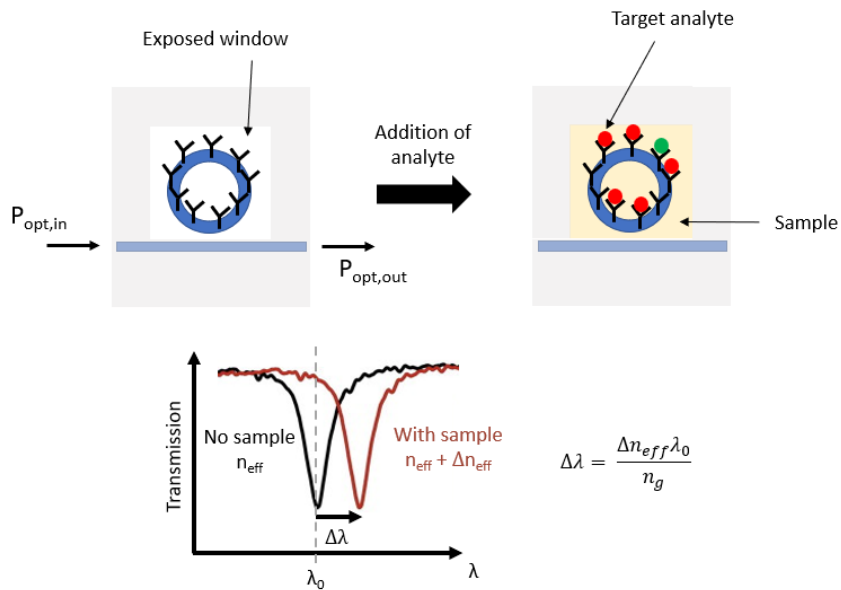 Exposed window
Target analyte
Addition of
analyte
P_opt,in
P_opt,out
Sample
Transmission
No sample
n_eff
With sample
n_eff + Δn_eff
Δλ
λ_0
λ
Δλ = Δn_eff λ_0 / n_g